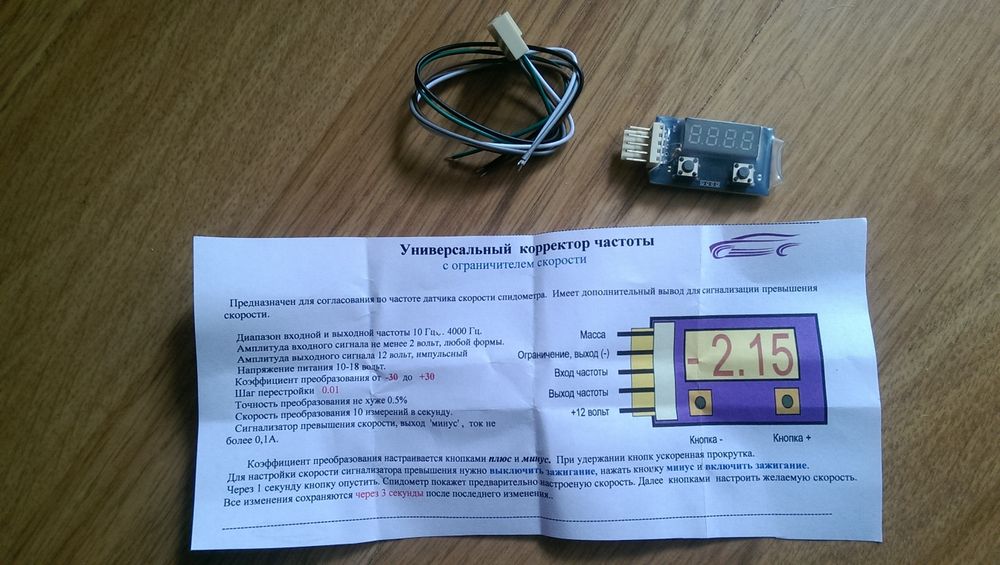 Универсальный корректор частоты
с ограничителем скорости
Предназначен для согласования по частоте датчика скорости спидометра. Имеет дополнительный вывод для сигнализации превышения
скорости.
Диапазон входной и выходной частоты 10 Гц,.. 4000 Гц.
Амплитуда входного сигнала не менее 2 вольт, любой формы.
Амплитуда выходного сигнала 12 вольт, импульсный
Напряжение питания 10-18 вольт.
Коэффициент преобразования от -30 до +30
Шаг перестройки 0.01
Точность преобразования не хуже 0.5%
Скорость преобразования 10 измерений в секунду.
Сигнализатор превышения скорости, выход 'минус' , ток не
более 0,1А.
Масса
Ограничение, выход (-)
Вход частоты
Выход частоты
+12 вольт
- 2.15
Кнопка -
Кнопка +
Коэффициент преобразования настраивается кнопками плюс и минус. При удержании кнопк ускоренная прокрутка.
Для настройки скорости сигнализатора превышения нужно выключить зажигание, нажать кнопку минус и включить зажигание.
Через 1 секунду кнопку опустить. Спидометр покажет предварительно настроеную скорость. Далее кнопками настроить желаемую скорость.
Все изменения сохраняются через 3 секунды после последнего изменения..